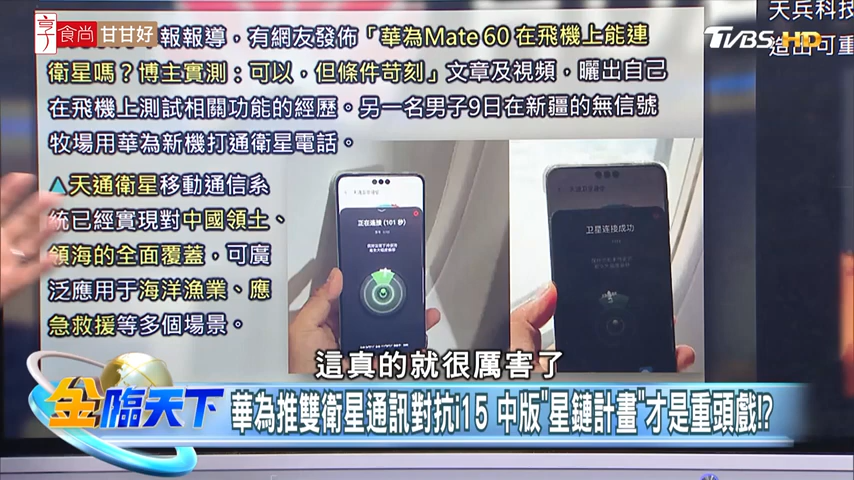 享 食尚 甘甘好
報報導，有網友發佈「華為Mate 60 在飛機上能連
衛星嗎？博主實測：可以，但條件苛刻」文章及視頻，曬出自己
在飛機上測試相關功能的經歷。另一名男子9日在新疆的無信號
牧場用華為新機打通衛星電話。
▲天通衛星移動通信系
統已經實現對中國領土、
領海的全面覆蓋，可廣
泛應用于海洋漁業、應
急救援等多個場景。
正在連接 (101 秒)
卫星连接成功
天兵科技
造出可重
TVBS HD
這真的就很厲害了
金臨天下
華為推雙衛星通訊對抗i15 中版"星鏈計畫"才是重頭戲!?